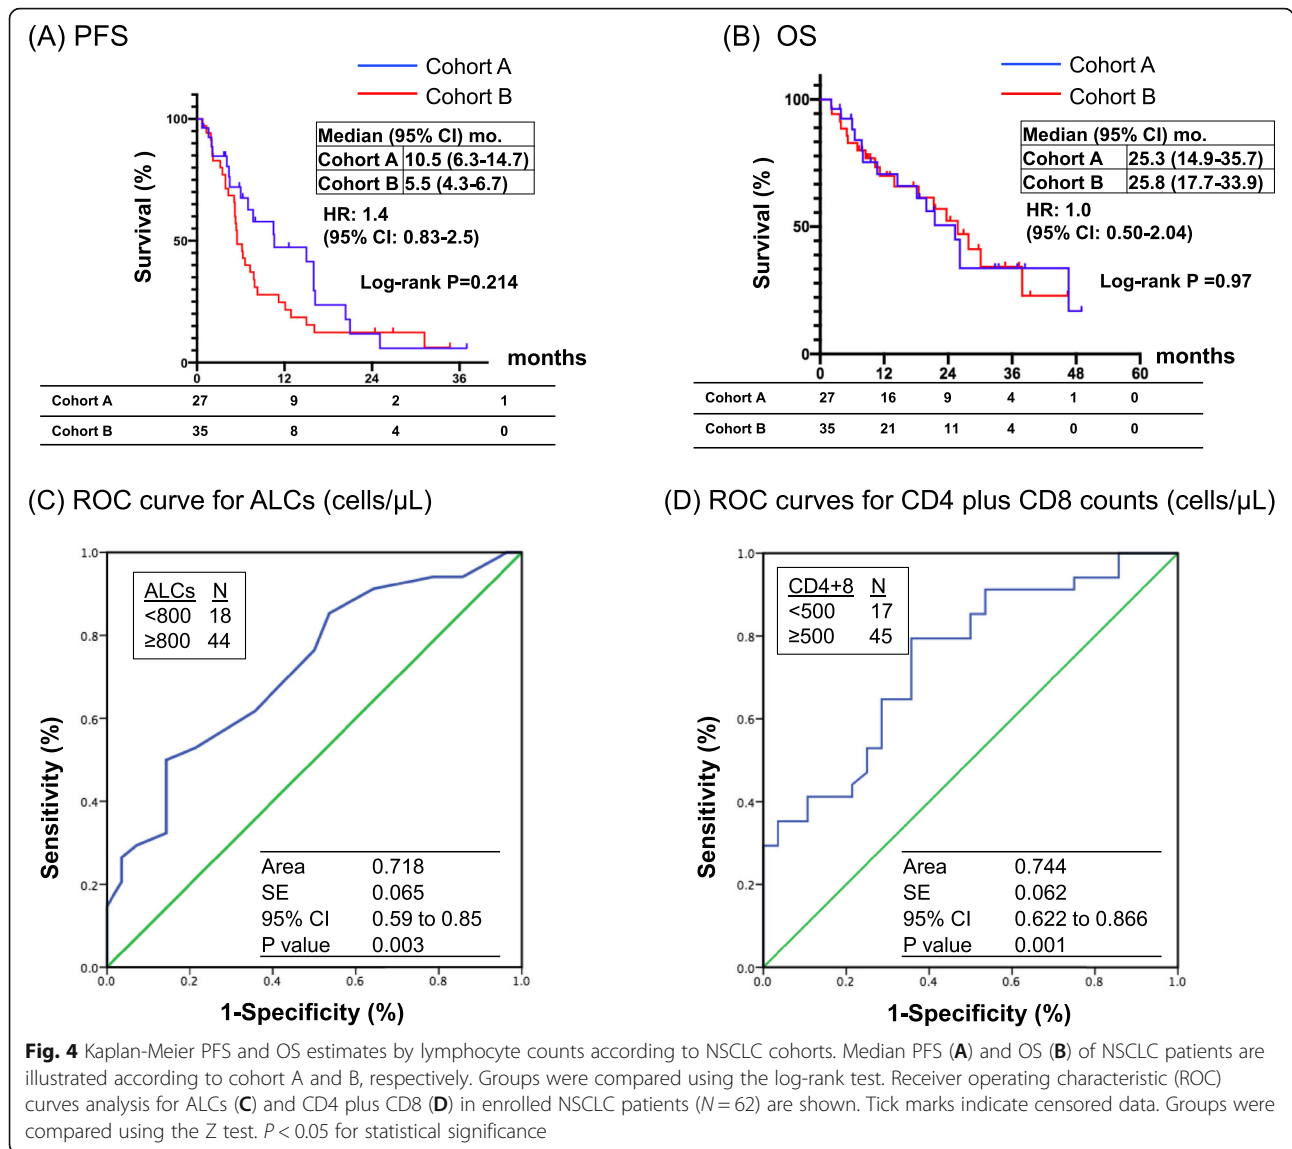 (A) PFS
Cohort A
Cohort B
Survival (% )
100
50
0
0 12 24 36
months
Median (95% CI) mo.
Cohort A 10.5 (6.3-14.7)
Cohort B 5.5 (4.3-6.7)
HR: 1.4
(95% CI: 0.83-2.5)
Log-rank P=0.214
Cohort A 27 9 2 1
Cohort B 35 8 4 0
(B) OS
Cohort A
Cohort B
Survival (% )
100
50
0
0 12 24 36 48 60
months
Median (95% CI) mo.
Cohort A 25.3 (14.9-35.7)
Cohort B 25.8 (17.7-33.9)
HR: 1.0
(95% CI: 0.50-2.04)
Log-rank P =0.97
Cohort A 27 16 9 4 1 0
Cohort B 35 21 11 4 0 0
(C) ROC curve for ALCs (cells/µL)
Sensitivity (%)
1.0
0.8
0.6
0.4
0.2
0.0
0.0 0.2 0.4 0.6 0.8 1.0
1-Specificity (%)
ALCs N
<800 18
≥800 44
Area 0.718
SE 0.065
95% CI 0.59 to 0.85
P value 0.003
(D) ROC curves for CD4 plus CD8 counts (cells/µL)
Sensitivity (%)
1.0
0.8
0.6
0.4
0.2
0.0
0.0 0.2 0.4 0.6 0.8 1.0
1-Specificity (%)
CD4+8 N
<500 17
≥500 45
Area 0.744
SE 0.062
95% CI 0.622 to 0.866
P value 0.001
Fig. 4 Kaplan-Meier PFS and OS estimates by lymphocyte counts according to NSCLC cohorts. Median PFS (A) and OS (B) of NSCLC patients are
illustrated according to cohort A and B, respectively. Groups were compared using the log-rank test. Receiver operating characteristic (ROC)
curves analysis for ALCs (C) and CD4 plus CD8 (D) in enrolled NSCLC patients (N = 62) are shown. Tick marks indicate censored data. Groups were
compared using the Z test. P < 0.05 for statistical significance